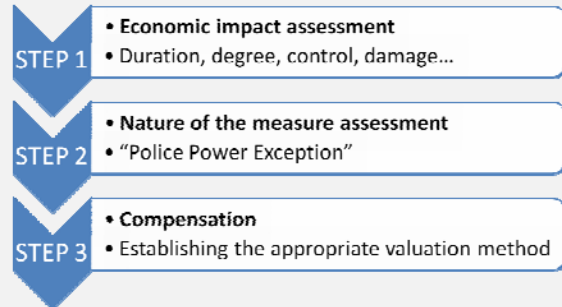 STEP 1
• Economic impact assessment
• Duration, degree, control, damage...
STEP 2
• Nature of the measure assessment
• “Police Power Exception”
STEP 3
• Compensation
• Establishing the appropriate valuation method